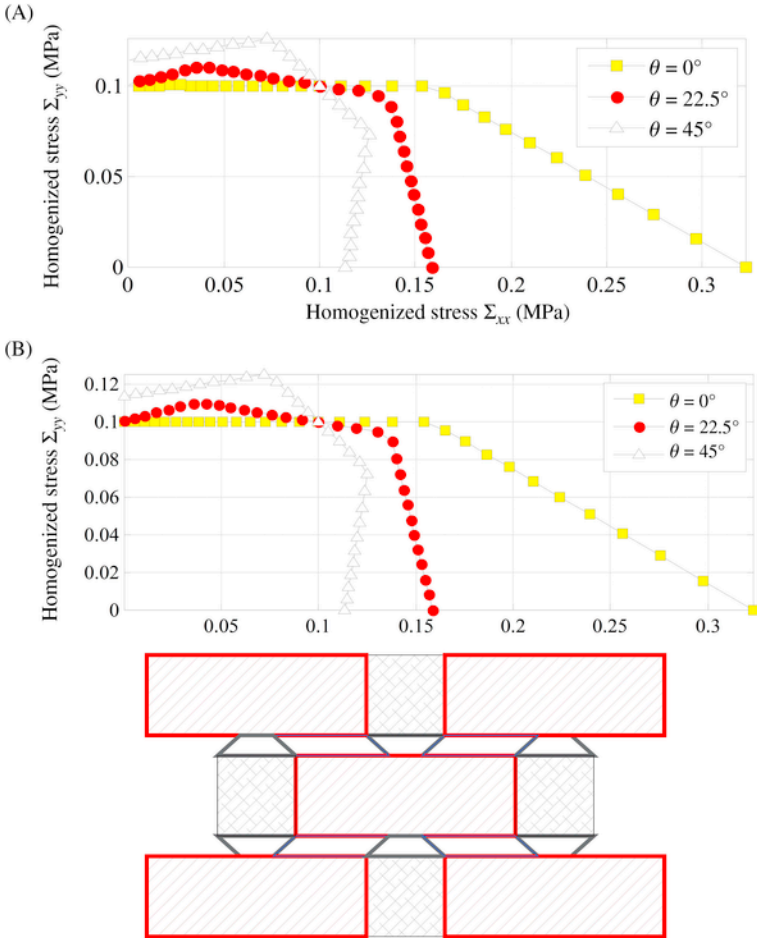 (A)
Homogenized stress Σyy (MPa)
0.1
0.05
0
θ = 0°
θ = 22.5°
θ = 45°
0 0.05 0.1 0.15 0.2 0.25 0.3
Homogenized stress Σxx (MPa)
(B)
Homogenized stress Σyy (MPa)
0.12
0.1
0.08
0.06
0.04
0.02
0
θ = 0°
θ = 22.5°
θ = 45°
0.05 0.1 0.15 0.2 0.25 0.3